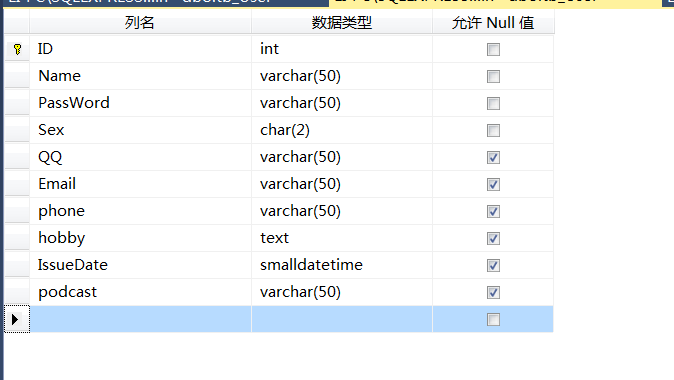 列名 数据类型 允许 Null 值
ID int
Name varchar(50)
PassWord varchar(50)
Sex char(2)
QQ varchar(50)
Email varchar(50)
phone varchar(50)
hobby text
IssueDate smalldatetime
podcast varchar(50)